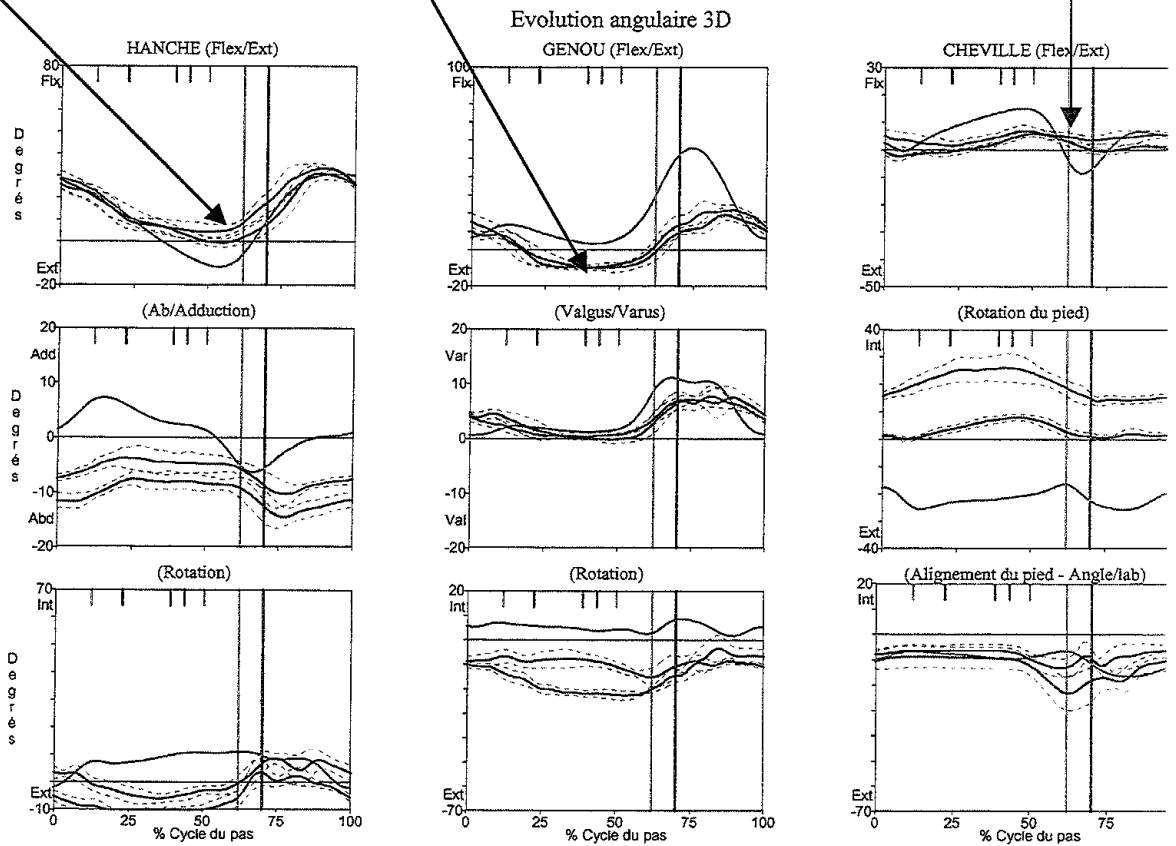 Evolution angulaire 3D
HANCHE (Flex/Ext)
GENOU (Flex/Ext)
CHEVILLE (Flex/Ext)
80
Flx
Ext
-20
Degrés
100
Flx
Ext
-20
30
Flx
Ext
-50
(Ab/Adduction)
(Valgus/Varus)
(Rotation du pied)
20
Add
10
0
-10
Abd
-20
Degrés
20
Var
10
0
-10
Val
-20
40
Int
Ext
-40
(Rotation)
(Rotation)
(Alignement du pied - Angle/lab)
70
Int
Ext
-10
Degrés
20
Int
Ext
-70
20
Int
Ext
-70
0 25 50 75 100
% Cycle du pas
0 25 50 75 100
% Cycle du pas
0 25 50 75
% Cycle du pas